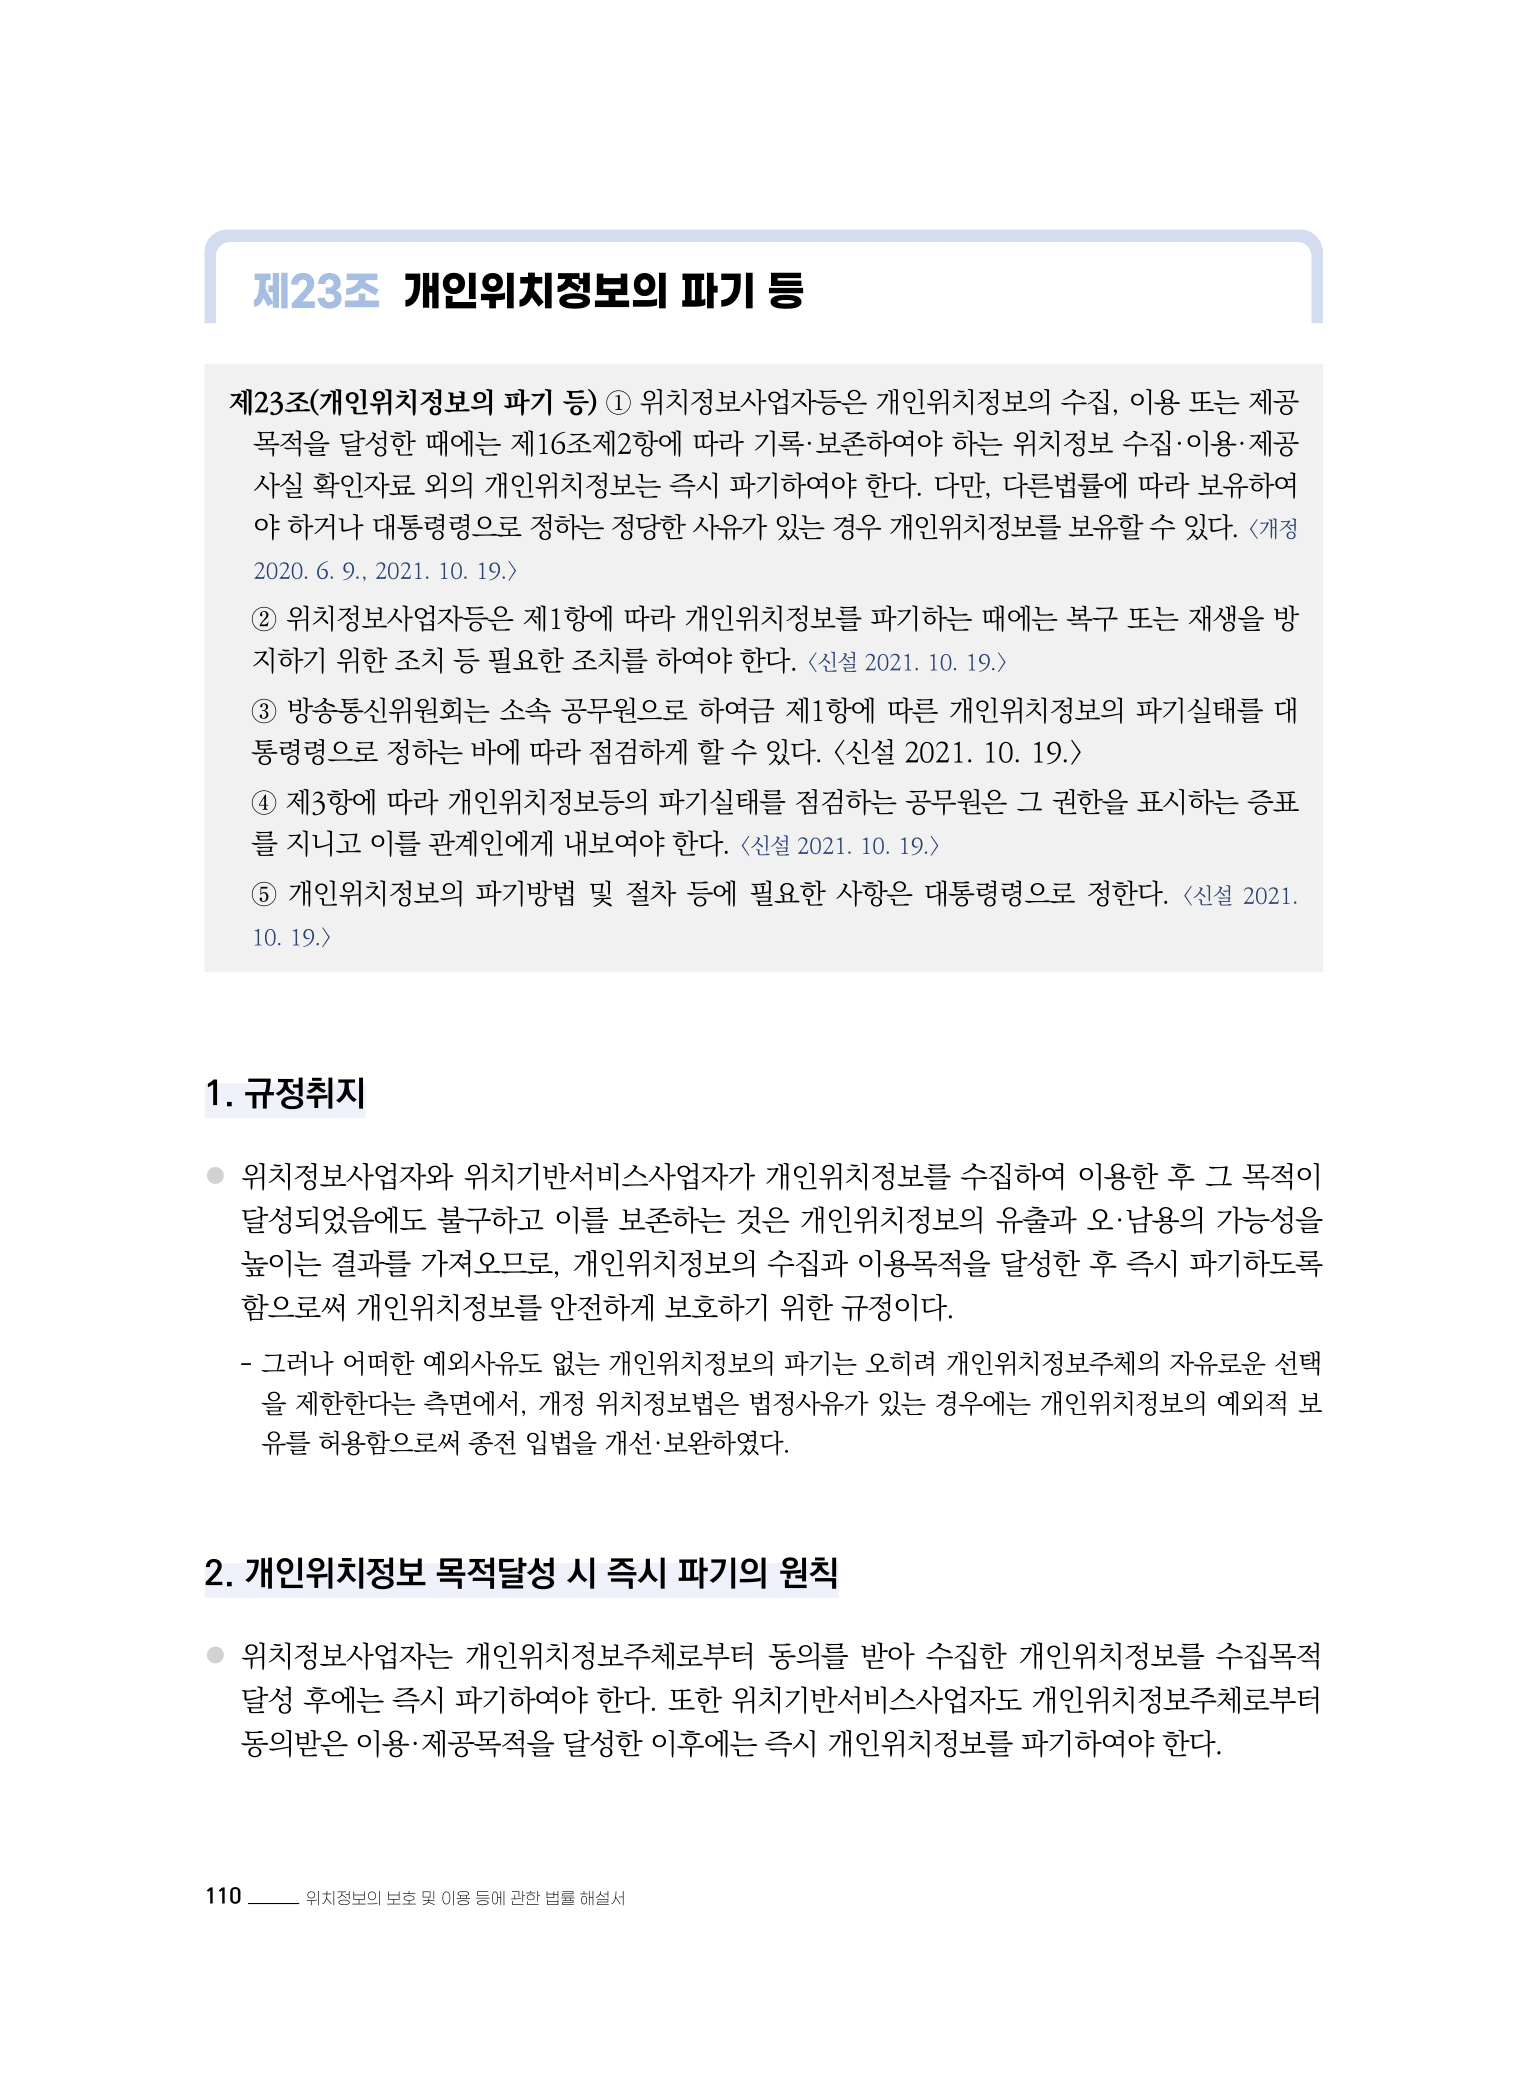 제23조 개인위치정보의 파기 등
제23조(개인위치정보의 파기 등) ① 위치정보사업자등은 개인위치정보의 수집, 이용 또는 제공
목적을 달성한 때에는 제16조제2항에 따라 기록·보존하여야 하는 위치정보 수집·이용·제공
사실 확인자료 외의 개인위치정보는 즉시 파기하여야 한다. 다만, 다른법률에 따라 보유하여
야 하거나 대통령령으로 정하는 정당한 사유가 있는 경우 개인위치정보를 보유할 수 있다. 〈개정
2020. 6. 9., 2021. 10. 19.〉
② 위치정보사업자등은 제1항에 따라 개인위치정보를 파기하는 때에는 복구 또는 재생을 방
지하기 위한 조치 등 필요한 조치를 하여야 한다. 〈신설 2021. 10. 19.〉
③ 방송통신위원회는 소속 공무원으로 하여금 제1항에 따른 개인위치정보의 파기실태를 대
통령령으로 정하는 바에 따라 점검하게 할 수 있다. 〈신설 2021. 10. 19.〉
④ 제3항에 따라 개인위치정보등의 파기실태를 점검하는 공무원은 그 권한을 표시하는 증표
를 지니고 이를 관계인에게 내보여야 한다. 〈신설 2021. 10. 19.〉
⑤ 개인위치정보의 파기방법 및 절차 등에 필요한 사항은 대통령령으로 정한다. 〈신설 2021.
10. 19.〉
1. 규정취지
● 위치정보사업자와 위치기반서비스사업자가 개인위치정보를 수집하여 이용한 후 그 목적이
달성되었음에도 불구하고 이를 보존하는 것은 개인위치정보의 유출과 오·남용의 가능성을
높이는 결과를 가져오므로, 개인위치정보의 수집과 이용목적을 달성한 후 즉시 파기하도록
함으로써 개인위치정보를 안전하게 보호하기 위한 규정이다.
- 그러나 어떠한 예외사유도 없는 개인위치정보의 파기는 오히려 개인위치정보주체의 자유로운 선택
을 제한한다는 측면에서, 개정 위치정보법은 법정사유가 있는 경우에는 개인위치정보의 예외적 보
유를 허용함으로써 종전 입법을 개선·보완하였다.
2. 개인위치정보 목적달성 시 즉시 파기의 원칙
● 위치정보사업자는 개인위치정보주체로부터 동의를 받아 수집한 개인위치정보를 수집목적
달성 후에는 즉시 파기하여야 한다. 또한 위치기반서비스사업자도 개인위치정보주체로부터
동의받은 이용·제공목적을 달성한 이후에는 즉시 개인위치정보를 파기하여야 한다.
110 위치정보의 보호 및 이용 등에 관한 법률 해설서